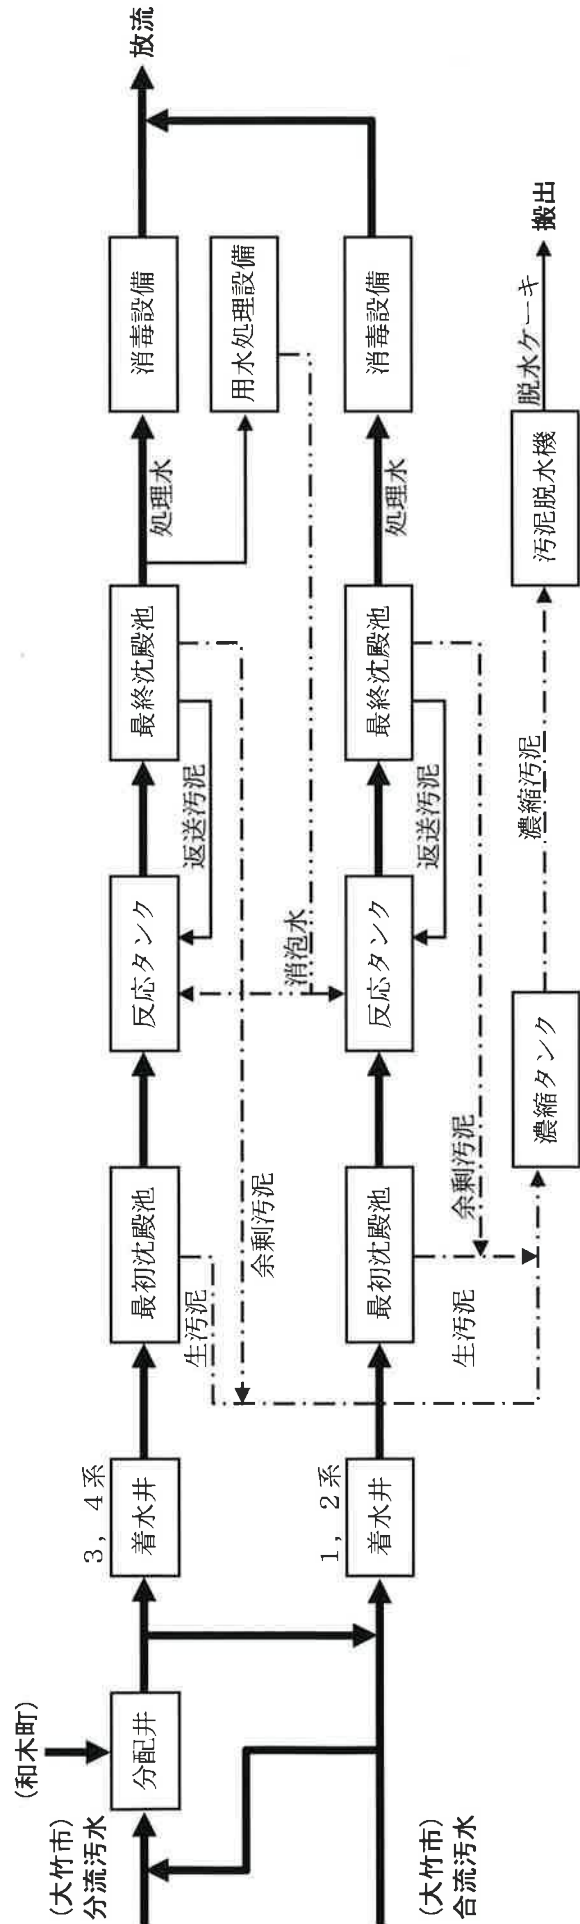 (和木町)
(大竹市)
分流汚水
分配井
3，4系
着水井
最初沈殿池
生汚泥
余剰汚泥
反応タンク
返送汚泥
最終沈殿池
処理水
消毒設備
放流
用水処理設備
消泡水
(大竹市)
合流汚水
1，2系
着水井
最初沈殿池
生汚泥
余剰汚泥
反応タンク
返送汚泥
最終沈殿池
処理水
消毒設備
濃縮タンク
濃縮汚泥
汚泥脱水機
脱水ケーキ
搬出